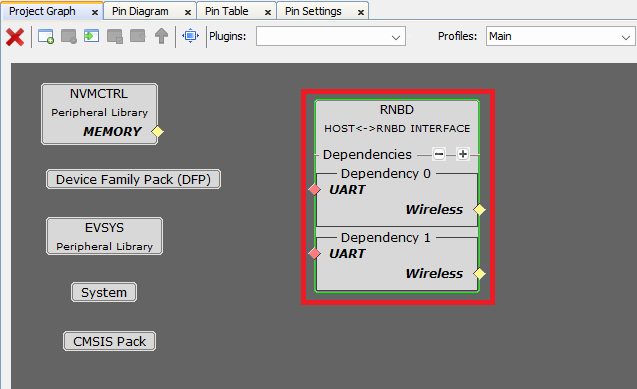 Project Graph x Pin Diagram x Pin Table x Pin Settings x
Plugins: Profiles: Main
NVMCTRL
Peripheral Library
MEMORY
Device Family Pack (DFP)
EVSYS
Peripheral Library
System
CMSIS Pack
RNBD
HOST<->RNBD INTERFACE
Dependencies − +
Dependency 0
UART
Wireless
Dependency 1
UART
Wireless